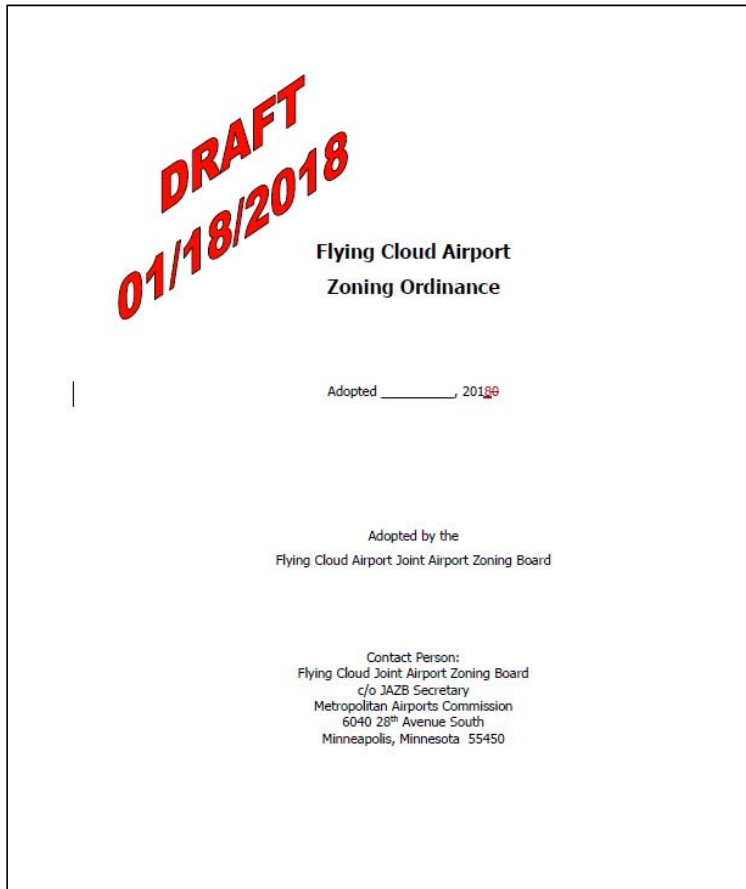 DRAFT
01/18/2018
Flying Cloud Airport
Zoning Ordinance
Adopted __________, 20180
Adopted by the
Flying Cloud Airport Joint Airport Zoning Board
Contact Person:
Flying Cloud Joint Airport Zoning Board
c/o JAZB Secretary
Metropolitan Airports Commission
6040 28th Avenue South
Minneapolis, Minnesota 55450